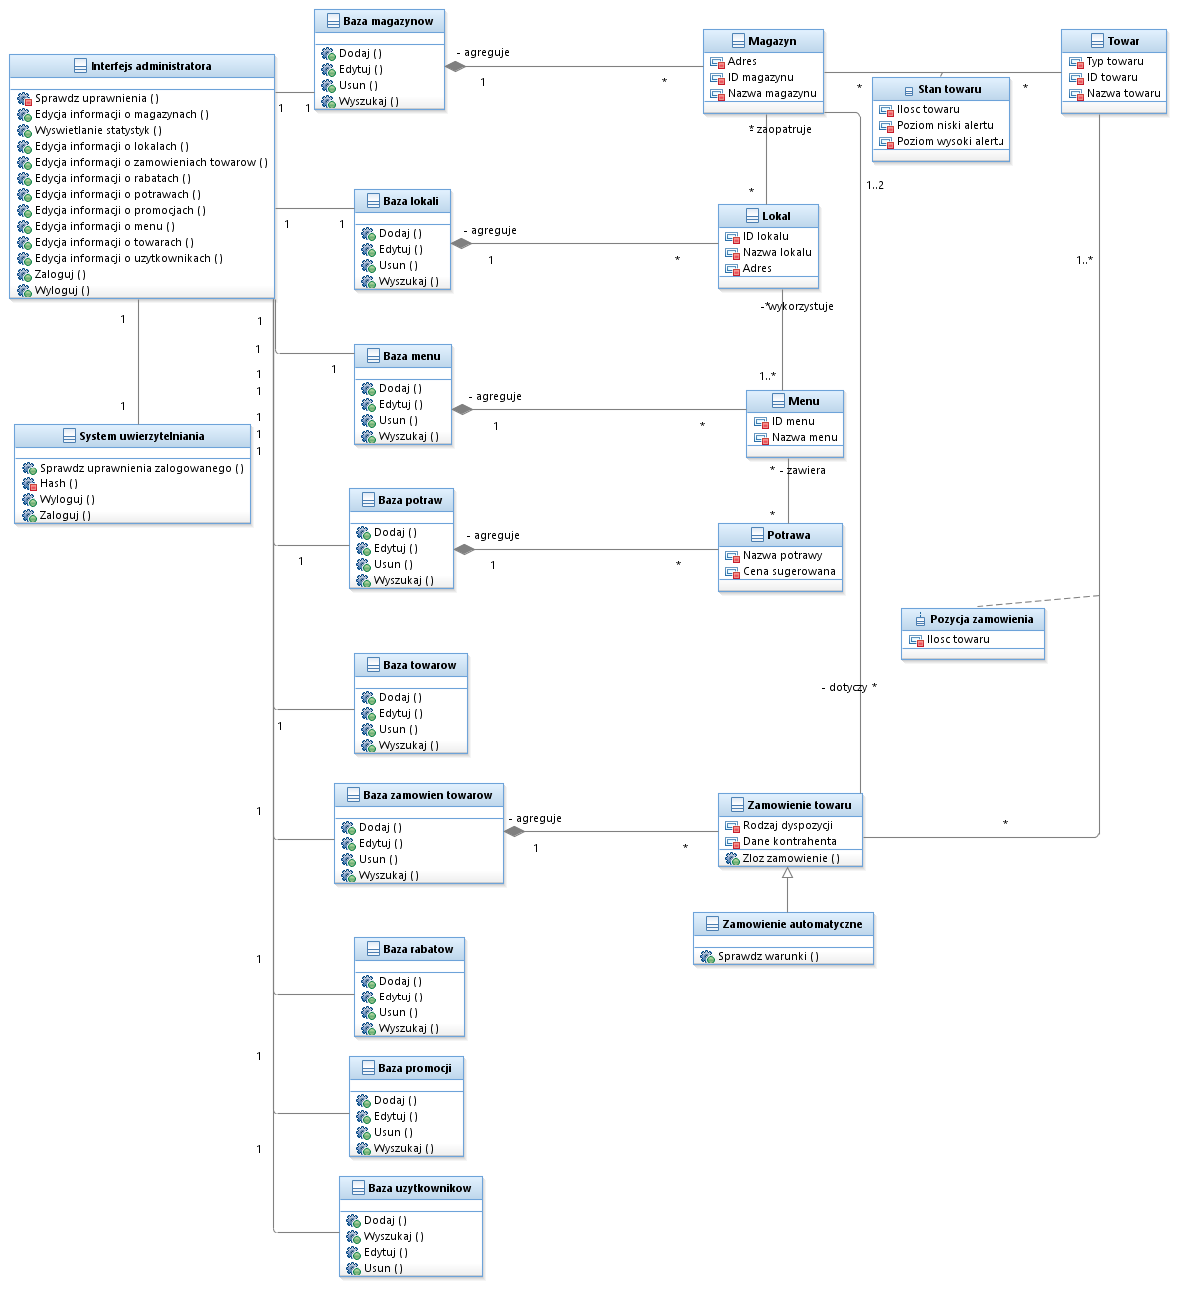 Baza magazynow
Dodaj ( )
Edytuj ( )
Usun ( )
Wyszukaj ( )
- agreguje
1
*
Magazyn
Adres
ID magazynu
Nazwa magazynu
Towar
Typ towaru
ID towaru
Nazwa towaru
*
*
Stan towaru
Ilosc towaru
Poziom niski alertu
Poziom wysoki alertu
Interfejs administratora
Sprawdz uprawnienia ( )
Edycja informacji o magazynach ( )
Wyswietlanie statystyk ( )
Edycja informacji o lokalach ( )
Edycja informacji o zamowieniach towarow ( )
Edycja informacji o rabatach ( )
Edycja informacji o potrawach ( )
Edycja informacji o promocjach ( )
Edycja informacji o menu ( )
Edycja informacji o towarach ( )
Edycja informacji o uzytkownikach ( )
Zaloguj ( )
Wyloguj ( )
1
1
- zaopatruje
*
*
1..2
1..*
Baza lokali
Dodaj ( )
Edytuj ( )
Usun ( )
Wyszukaj ( )
1
1
- agreguje
1
*
Lokal
ID lokalu
Nazwa lokalu
Adres
-*wykorzystuje
1..*
1
1
1
1
1
1
1
1
1
System uwierzytelniania
Sprawdz uprawnienia zalogowanego ( )
Hash ( )
Wyloguj ( )
Zaloguj ( )
Baza menu
Dodaj ( )
Edytuj ( )
Usun ( )
Wyszukaj ( )
1
- agreguje
1
*
Menu
ID menu
Nazwa menu
* - zawiera
*
Baza potraw
Dodaj ( )
Edytuj ( )
Usun ( )
Wyszukaj ( )
1
- agreguje
1
*
Potrawa
Nazwa potrawy
Cena sugerowana
Pozycja zamowienia
Ilosc towaru
- dotyczy *
Baza towarow
Dodaj ( )
Edytuj ( )
Usun ( )
Wyszukaj ( )
1
Baza zamowien towarow
Dodaj ( )
Edytuj ( )
Usun ( )
Wyszukaj ( )
1
- agreguje
1
*
Zamowienie towaru
Rodzaj dyspozycji
Dane kontrahenta
Zloz zamowienie ( )
*
Zamowienie automatyczne
Sprawdz warunki ( )
Baza rabatow
Dodaj ( )
Edytuj ( )
Usun ( )
Wyszukaj ( )
1
Baza promocji
Dodaj ( )
Edytuj ( )
Usun ( )
Wyszukaj ( )
1
Baza uzytkownikow
Dodaj ( )
Wyszukaj ( )
Edytuj ( )
Usun ( )
1